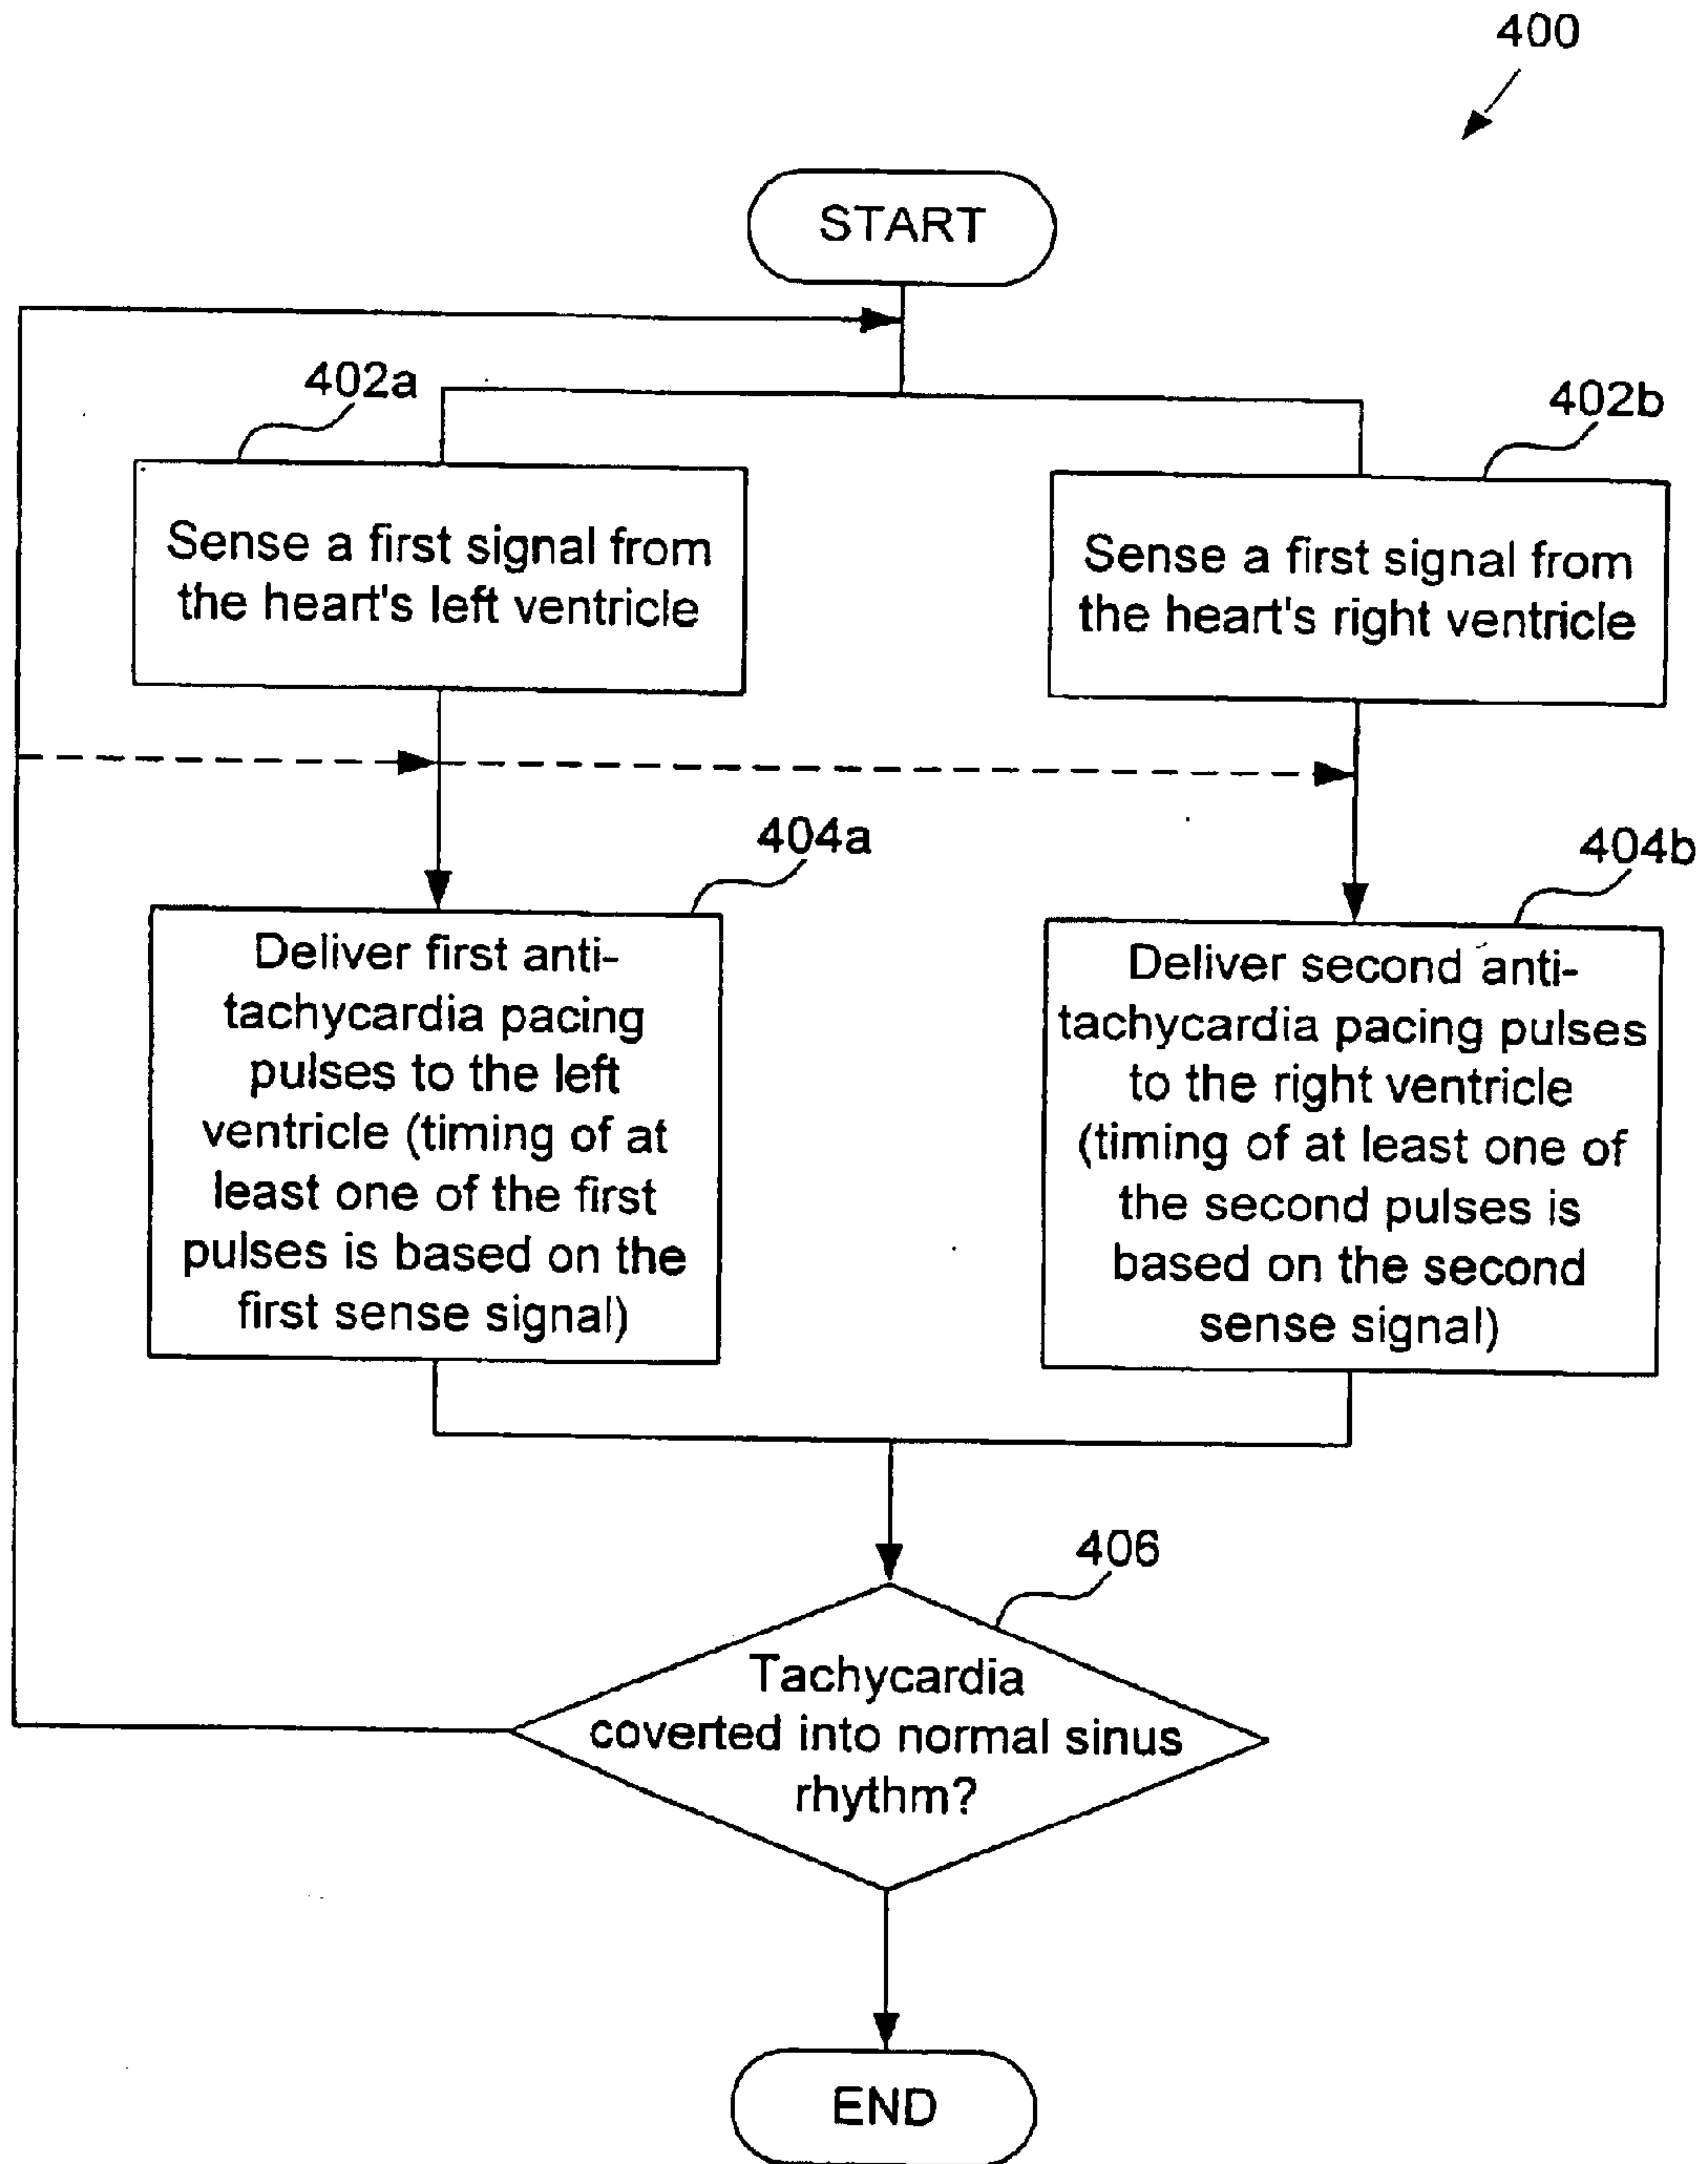 400
START
402a
402b
Sense a first signal from
the heart's left ventricle
Sense a first signal from
the heart's right ventricle
404a
404b
Deliver first anti-
tachycardia pacing
pulses to the left
ventricle (timing of at
least one of the first
pulses is based on the
first sense signal)
Deliver second anti-
tachycardia pacing pulses
to the right ventricle
(timing of at least one of
the second pulses is
based on the second
sense signal)
406
Tachycardia
coverted into normal sinus
rhythm?
END